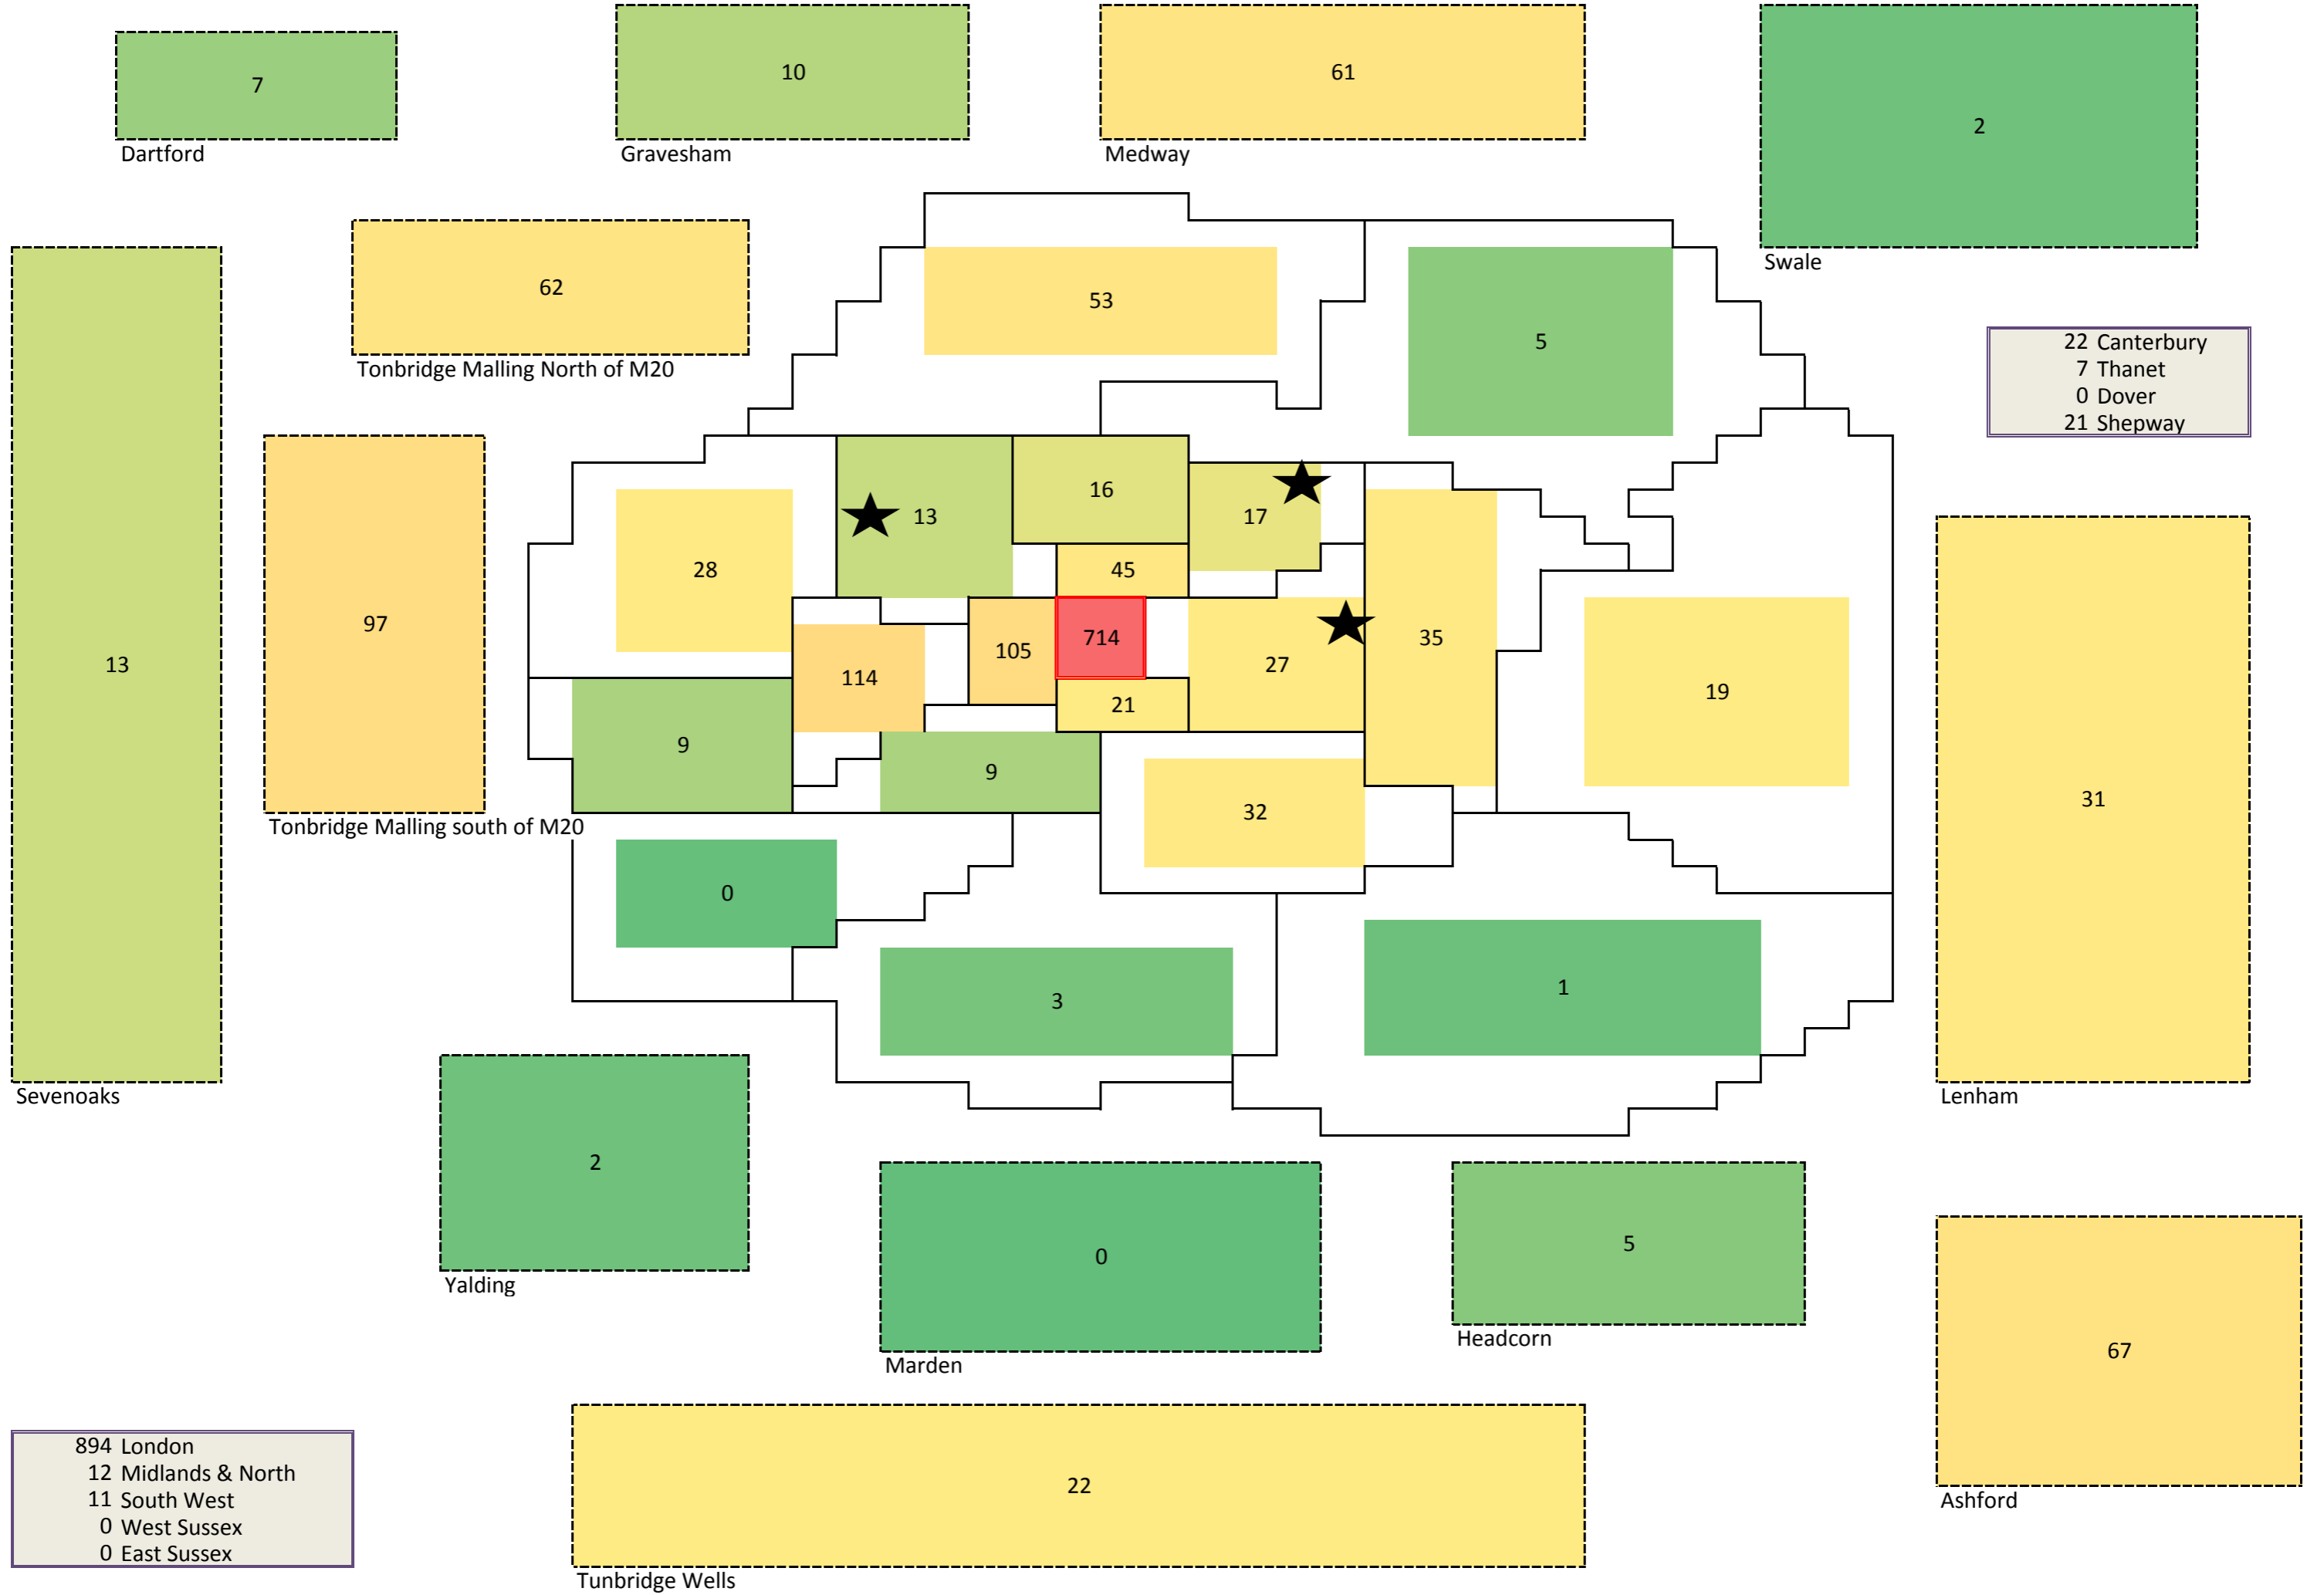 10
61
7
2
Dartford
Gravesham
Medway
Swale
62
53
5
Tonbridge Malling North of M20
22 Canterbury
7 Thanet
0 Dover
21 Shepway
16
13
17
28
45
97
105
714
35
13
114
27
19
21
9
9
32
31
Tonbridge Malling south of M20
0
3
1
Sevenoaks
Lenham
2
0
5
Yalding
Headcorn
Marden
67
894 London
12 Midlands & North
11 South West
0 West Sussex
0 East Sussex
22
Ashford
Tunbridge Wells